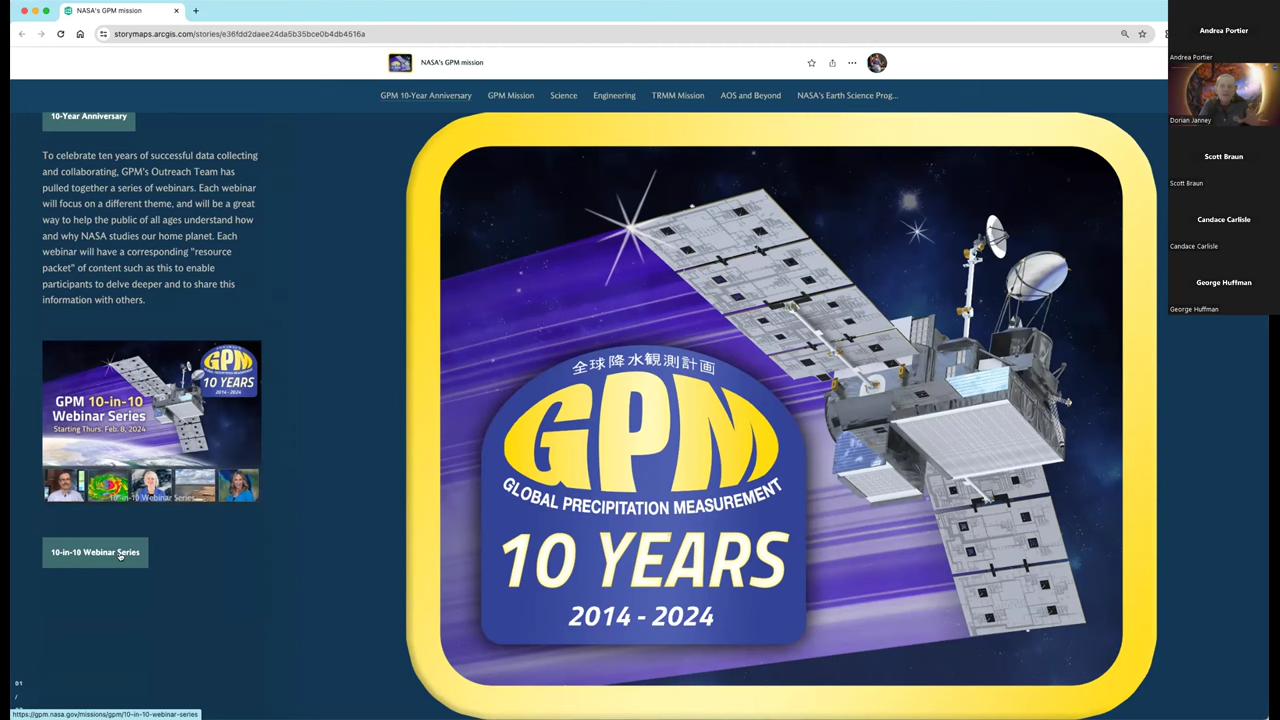 NASA's GPM mission
storymaps.arcgis.com/stories/e36fdd2daee24da5b35bce0b4db4516a
NASA's GPM mission
GPM 10-Year Anniversary
GPM Mission
Science
Engineering
TRMM Mission
AOS and Beyond
NASA's Earth Science Prog...
10-Year Anniversary
To celebrate ten years of successful data collecting
and collaborating, GPM's Outreach Team has
pulled together a series of webinars. Each webinar
will focus on a different theme, and will be a great
way to help the public of all ages understand how
and why NASA studies our home planet. Each
webinar will have a corresponding "resource
packet" of content such as this to enable
participants to delve deeper and to share this
information with others.
GPM
10 YEARS
2014-2024
GPM 10-in-10
Webinar Series
Starting Thurs. Feb. 8, 2024
10-in-10 Webinar Series
10-in-10 Webinar Series
01
/
https://gpm.nasa.gov/missions/gpm/10-in-10-webinar-series
全球降水観測計画
GPM
GLOBAL PRECIPITATION MEASUREMENT
10 YEARS
2014 - 2024
Andrea Portier
Andrea Portier
Dorian Janney
Scott Braun
Scott Braun
Candace Carlisle
Candace Carlisle
George Huffman
George Huffman